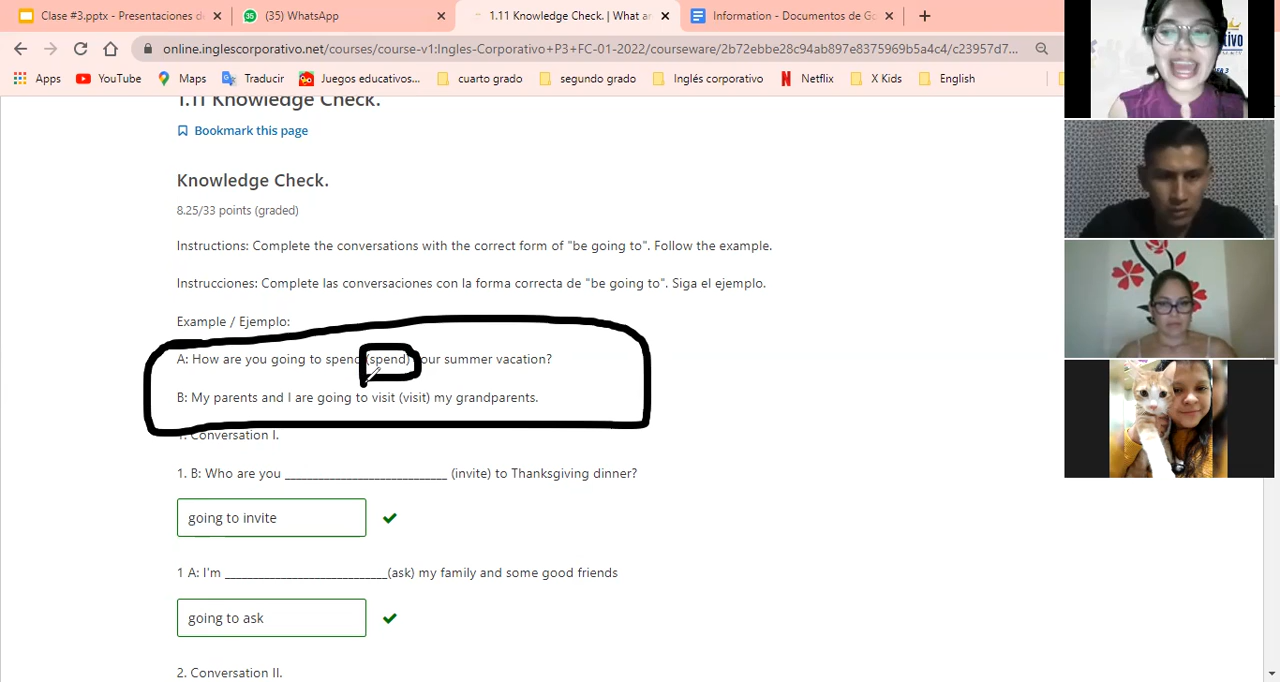 Clase #3.pptx - Presentaciones d
(35) WhatsApp
1.11 Knowledge Check. | What ar
Information - Documentos de Go
online.inglescorporativo.net/courses/course-v1:Ingles-Corporativo+P3+FC-01-2022/courseware/2b72ebbe28c94ab897e8375969b5a4c4/c23957d7...
Apps
YouTube
Maps
Traducir
Juegos educativos...
cuarto grado
segundo grado
Inglés corporativo
Netflix
X Kids
English
1.11 Knowledge Check.
Bookmark this page
Knowledge Check.
8.25/33 points (graded)
Instructions: Complete the conversations with the correct form of "be going to". Follow the example.
Instrucciones: Complete las conversaciones con la forma correcta de "be going to". Siga el ejemplo.
Example / Ejemplo:
A: How are you going to spend (spend) your summer vacation?
B: My parents and I are going to visit (visit) my grandparents.
1. Conversation I.
1. B: Who are you ____________________________ (invite) to Thanksgiving dinner?
going to invite
1 A: I'm ____________________________(ask) my family and some good friends
going to ask
2. Conversation II.